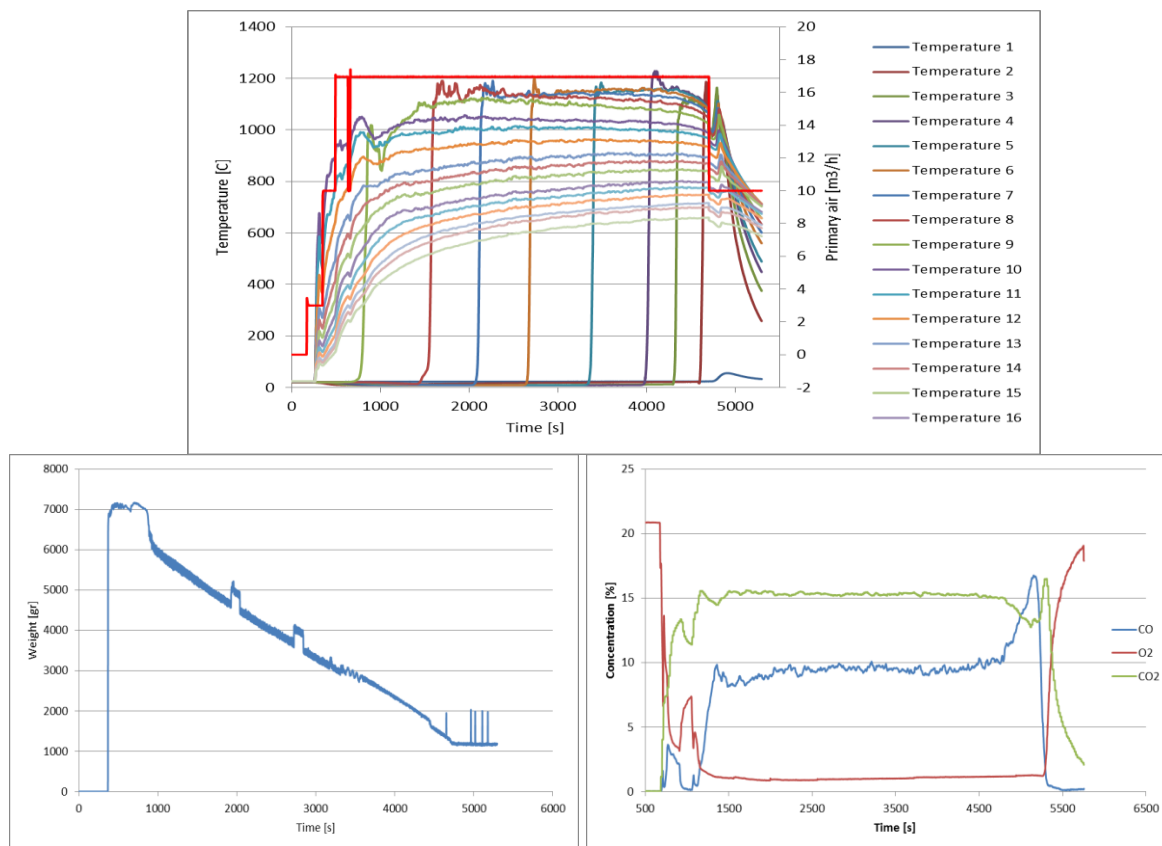 1400
1200
1000
800
600
400
200
0
Temperature [C]
0
1000
2000
3000
4000
5000
Time [s]
20
18
16
14
12
10
8
6
4
2
0
-2
Primary air [m3/h]
Temperature 1
Temperature 2
Temperature 3
Temperature 4
Temperature 5
Temperature 6
Temperature 7
Temperature 8
Temperature 9
Temperature 10
Temperature 11
Temperature 12
Temperature 13
Temperature 14
Temperature 15
Temperature 16
8000
7000
6000
5000
4000
3000
2000
1000
0
Weight [gr]
0
1000
2000
3000
4000
5000
6000
Time [s]
25
20
15
10
5
0
Concentration [%]
500
1500
2500
3500
4500
5500
6500
Time [s]
CO
O2
CO2